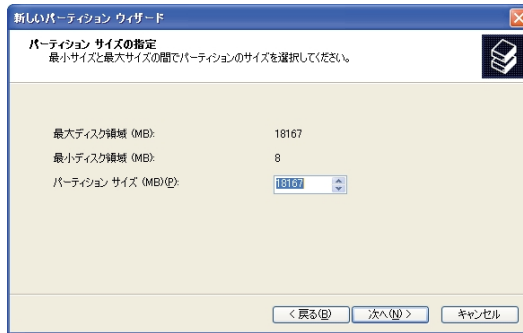 新しいパーティション ウィザード
パーティション サイズの指定
最小サイズと最大サイズの間でパーティションのサイズを選択してください。
最大ディスク領域 (MB): 18167
最小ディスク領域 (MB): 8
パーティション サイズ (MB)(P): 18167
< 戻る(B) 次へ(N) > キャンセル